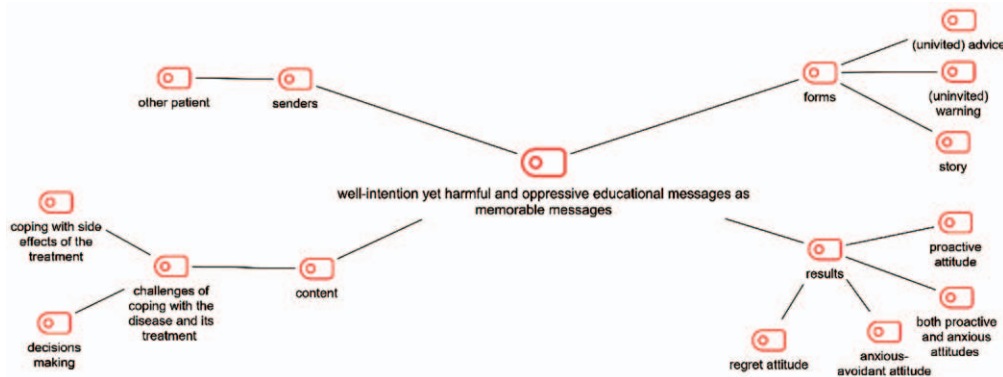 (univited) advice
other patient
senders
forms
(uninvited)
warning
story
well-intention yet harmful and oppressive educational messages as
memorable messages
coping with side
effects of the
treatment
challenges of
coping with the
disease and its
treatment
content
decisions
making
results
proactive
attitude
both proactive
and anxious
attitudes
regret attitude
anxious-
avoidant attitude